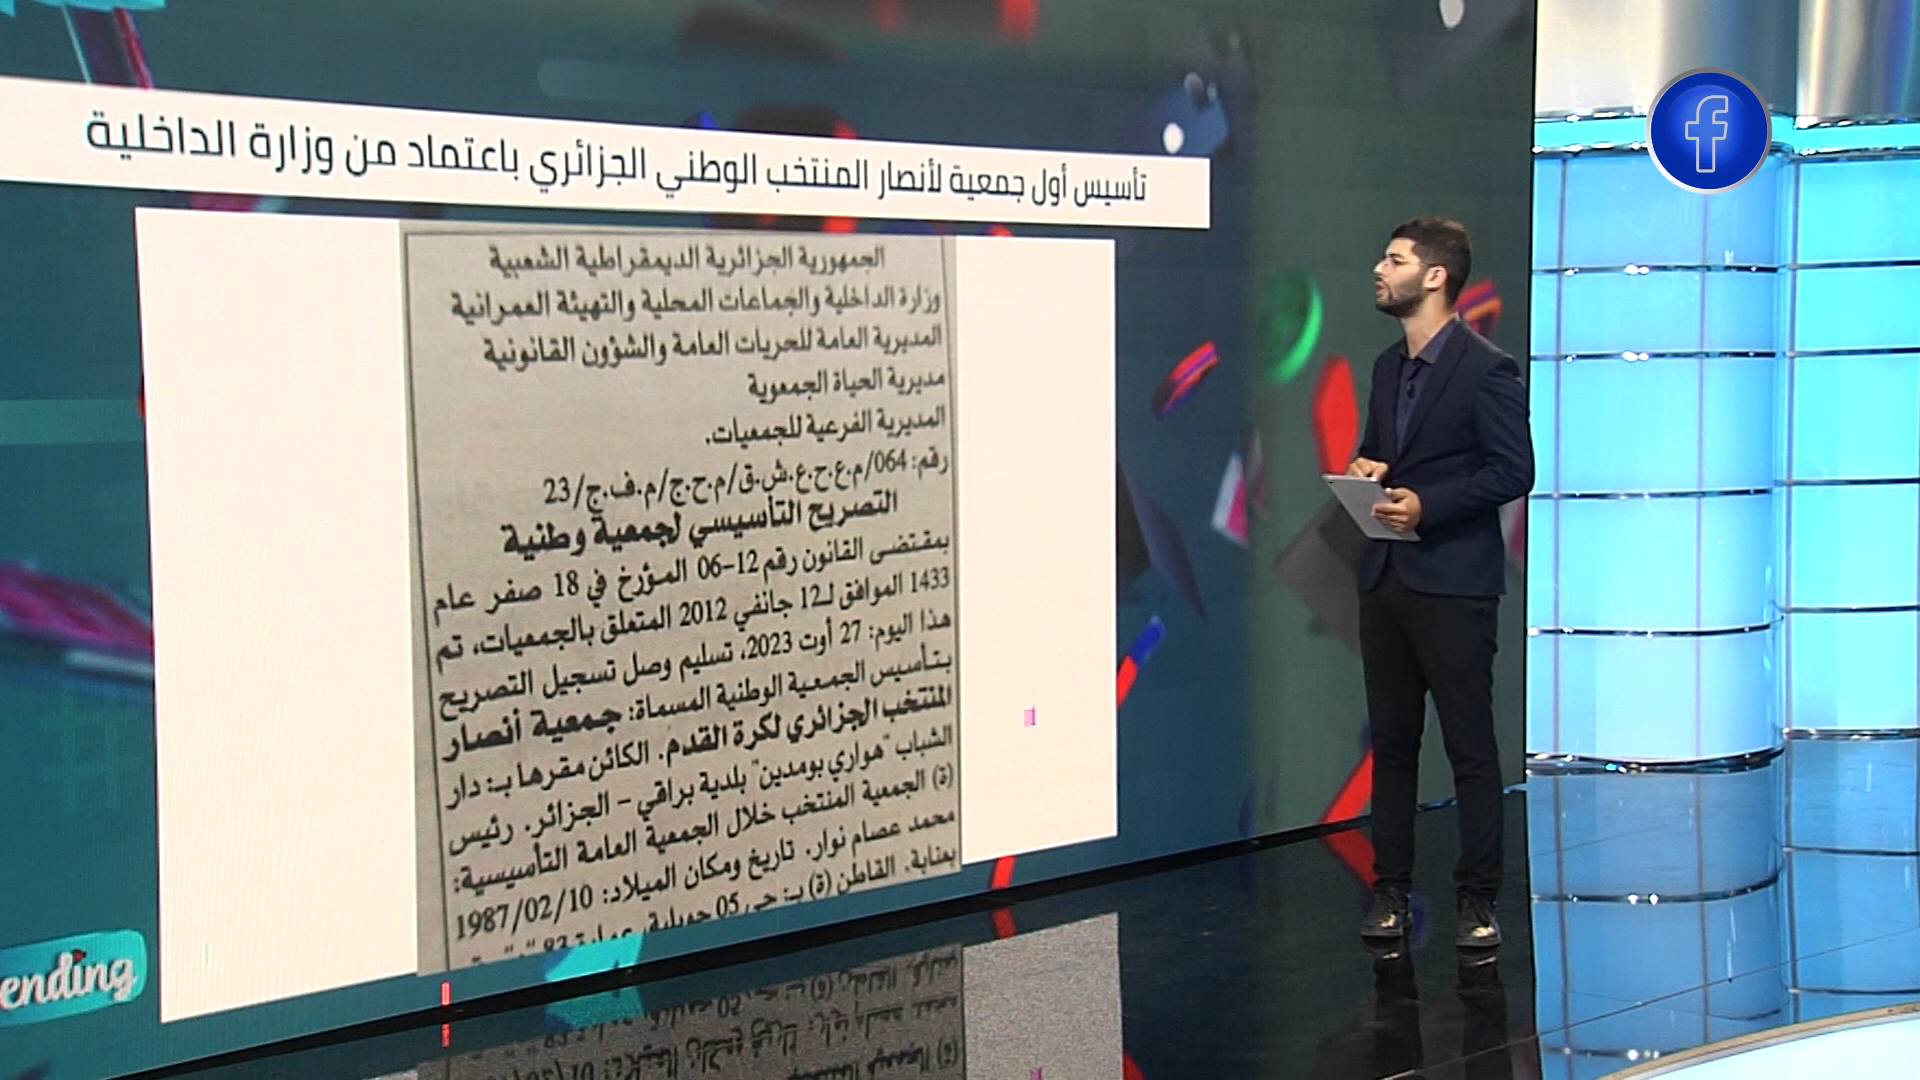 تأسيس أول جمعية لأنصار المنتخب الوطني الجزائري باعتماد من وزارة الداخلية
الجمهورية الجزائرية الديمقراطية الشعبية
وزارة الداخلية والجماعات المحلية والتهيئة العمرانية
المديرية العامة للحريات العامة والشؤون القانونية
مديرية الحياة الجمعوية
المديرية الفرعية للجمعيات.
رقم: 064/م.ع.ح.ع.ش.ق/م.ح.ج/م.ف.ج/23
التصريح التأسيسي لجمعية وطنية
بمقتضى القانون رقم 12-06 المؤرخ في 18 صفر عام
1433 الموافق لـ12 جانفي 2012 المتعلق بالجمعيات، تم
هذا اليوم: 27 أوت 2023، تسليم وصل تسجيل التصريح
بتأسيس الجمعية الوطنية المسماة: جمعية أنصار
المنتخب الجزائري لكرة القدم. الكائن مقرها بـ: دار
الشباب "هواري بومدين" بلدية براقي - الجزائر. رئيس
(ة) الجمعية المنتخب خلال الجمعية العامة التأسيسية:
محمد عصام نوار. تاريخ ومكان الميلاد: 1987/02/10
بعنابة. القاطن (ة) بـ: حي 05 جويلية، عمارة 83
ending
f